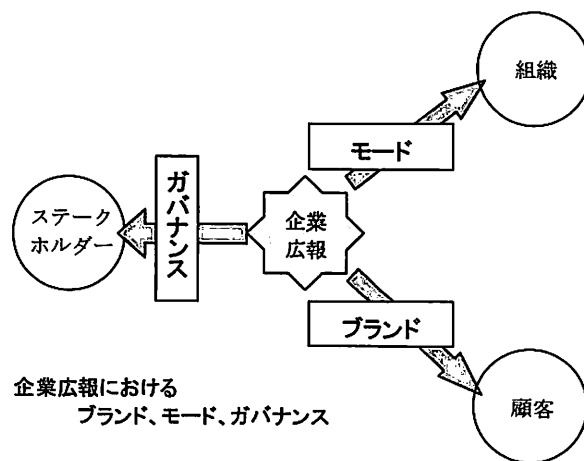 組織
モード
ガバナンス
ステーク
ホルダー
企業
広報
ブランド
顧客
企業広報における
ブランド、モード、ガバナンス